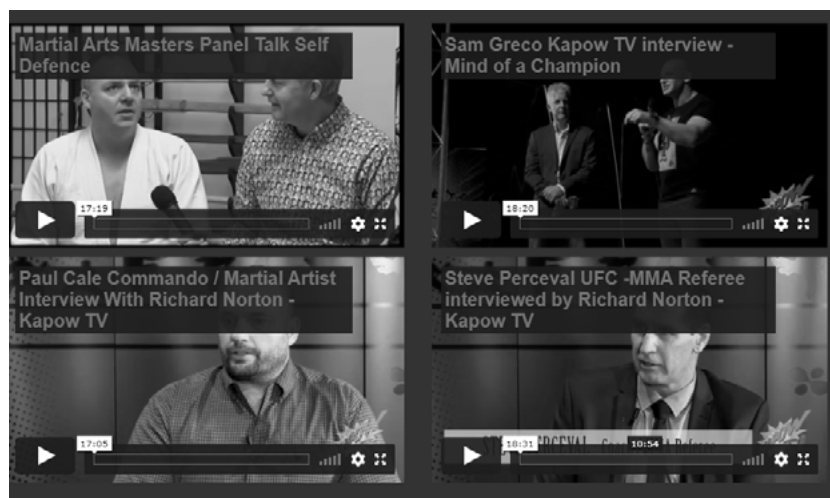 Martial Arts Masters Panel Talk Self
Defence
17:19
Sam Greco Kapow TV interview -
Mind of a Champion
18:20
Paul Cale Commando / Martial Artist
Interview With Richard Norton -
Kapow TV
17:05
Steve Perceval UFC -MMA Referee
interviewed by Richard Norton -
Kapow TV
18:31
10:54